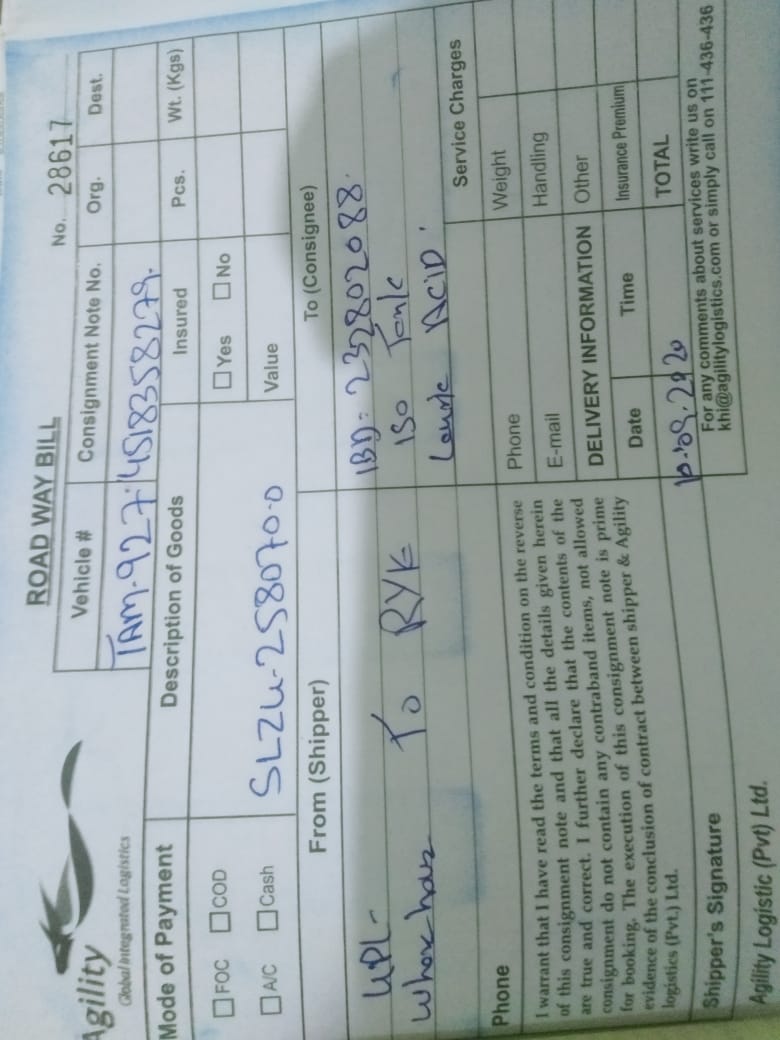 Agility
Global Integrated Logistics
ROAD WAY BILL
No. 28617
Vehicle #
Consignment Note No.
Org.
Dest.
TAM-927
4518358279.
Mode of Payment
Description of Goods
Insured
Pcs.
Wt. (Kgs)
FOC
COD
Yes
No
A/C
Cash
SLZU-258070-0
Value
From (Shipper)
To (Consignee)
UPL-
To RYK
IBD= 232802088.
ISO Tank
ACiD
Phone
Service Charges
I warrant that I have read the terms and condition on the reverse
of this consignment note and that all the details given herein
are true and correct. I further declare that the contents of the
consignment do not contain any contraband items, not allowed
for booking. The execution of this consignment note is prime
evidence of the conclusion of contract between shipper & Agility
logistics (Pvt.) Ltd.
Phone
Weight
E-mail
Handling
DELIVERY INFORMATION
Other
Date
Time
Insurance Premium
10.09.2020
TOTAL
Shipper's Signature
For any comments about services write us on
khi@agilitylogistics.com or simply call on 111-436-436
Agility Logistic (Pvt) Ltd.